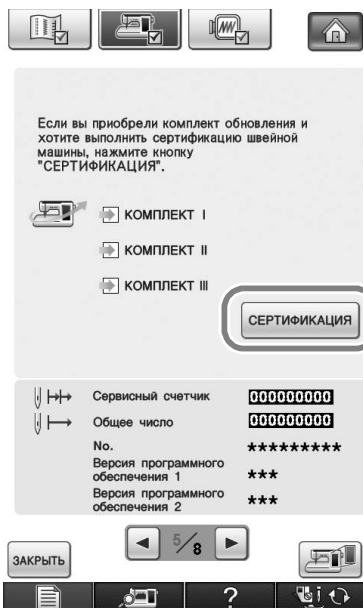 Если вы приобрели комплект обновления и
хотите выполнить сертификацию швейной
машины, нажмите кнопку
"СЕРТИФИКАЦИЯ".
КОМПЛЕКТ I
КОМПЛЕКТ II
КОМПЛЕКТ III
СЕРТИФИКАЦИЯ
Сервисный счетчик 000000000
Общее число 000000000
No. *********
Версия программного
обеспечения 1 ***
Версия программного
обеспечения 2 ***
ЗАКРЫТЬ 5/8
?